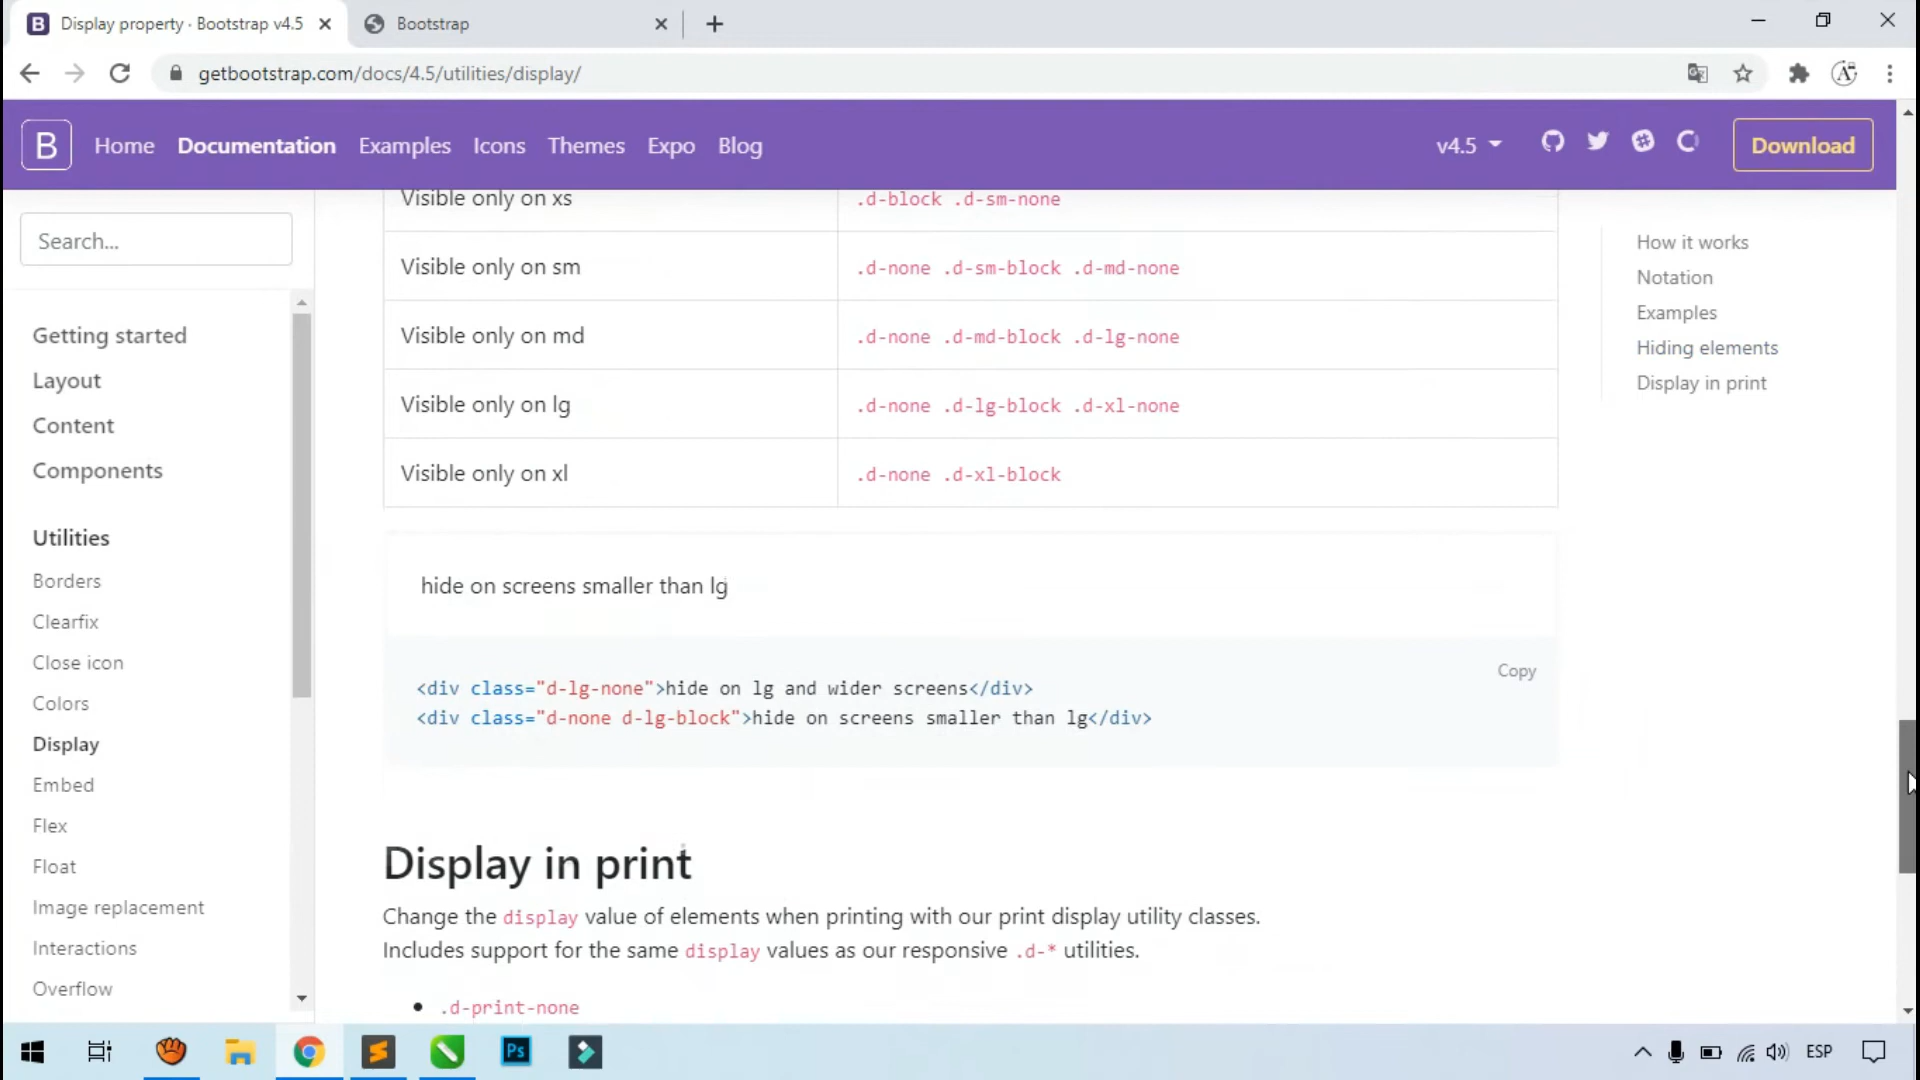 Display property · Bootstrap v4.5
Bootstrap
getbootstrap.com/docs/4.5/utilities/display/
B
Home Documentation Examples Icons Themes Expo Blog
v4.5
Download
Search...
Getting started
Layout
Content
Components
Utilities
Borders
Clearfix
Close icon
Colors
Display
Embed
Flex
Float
Image replacement
Interactions
Overflow
Visible only on xs .d-block .d-sm-none
Visible only on sm .d-none .d-sm-block .d-md-none
Visible only on md .d-none .d-md-block .d-lg-none
Visible only on lg .d-none .d-lg-block .d-xl-none
Visible only on xl .d-none .d-xl-block
hide on screens smaller than lg
Copy
<div class="d-lg-none">hide on lg and wider screens</div>
<div class="d-none d-lg-block">hide on screens smaller than lg</div>
Display in print
Change the display value of elements when printing with our print display utility classes.
Includes support for the same display values as our responsive .d-* utilities.
.d-print-none
How it works
Notation
Examples
Hiding elements
Display in print
Ps
ESP